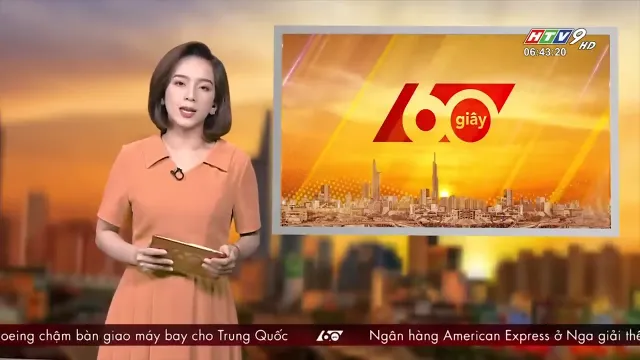 HTV9 HD
06:43:20
60 giây
oeing chậm bàn giao máy bay cho Trung Quốc 60 Ngân hàng American Express ở Nga giải thể